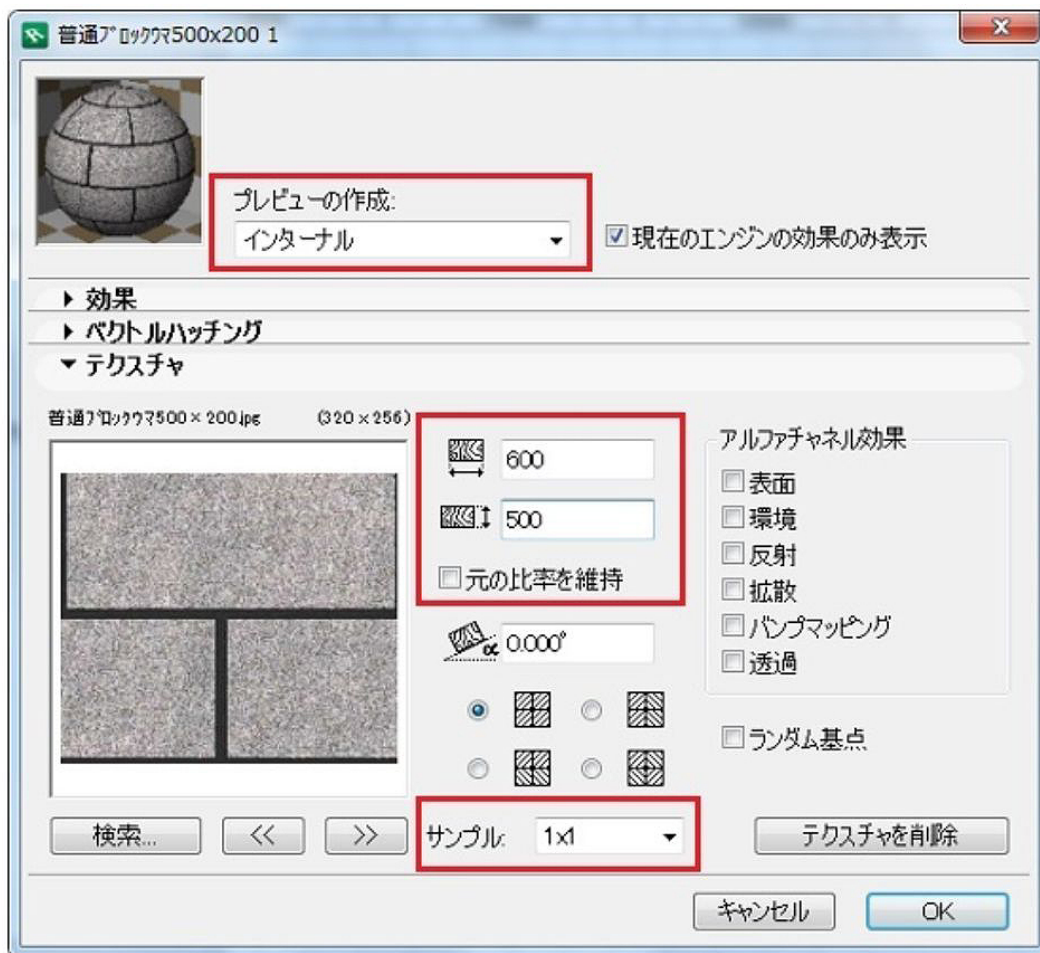 普通ﾌﾞﾛｯｸｳﾏ500x200 1
プレビューの作成:
インターナル
現在のエンジンの効果のみ表示
効果
ベクトルハッチング
テクスチャ
普通ﾌﾞﾛｯｸｳﾏ500×200.jpg (320×256)
600
500
元の比率を維持
α 0.000°
アルファチャネル効果
表面
環境
反射
拡散
バンプマッピング
透過
ランダム基点
検索...
<<
>>
サンプル: 1x1
テクスチャを削除
キャンセル
OK